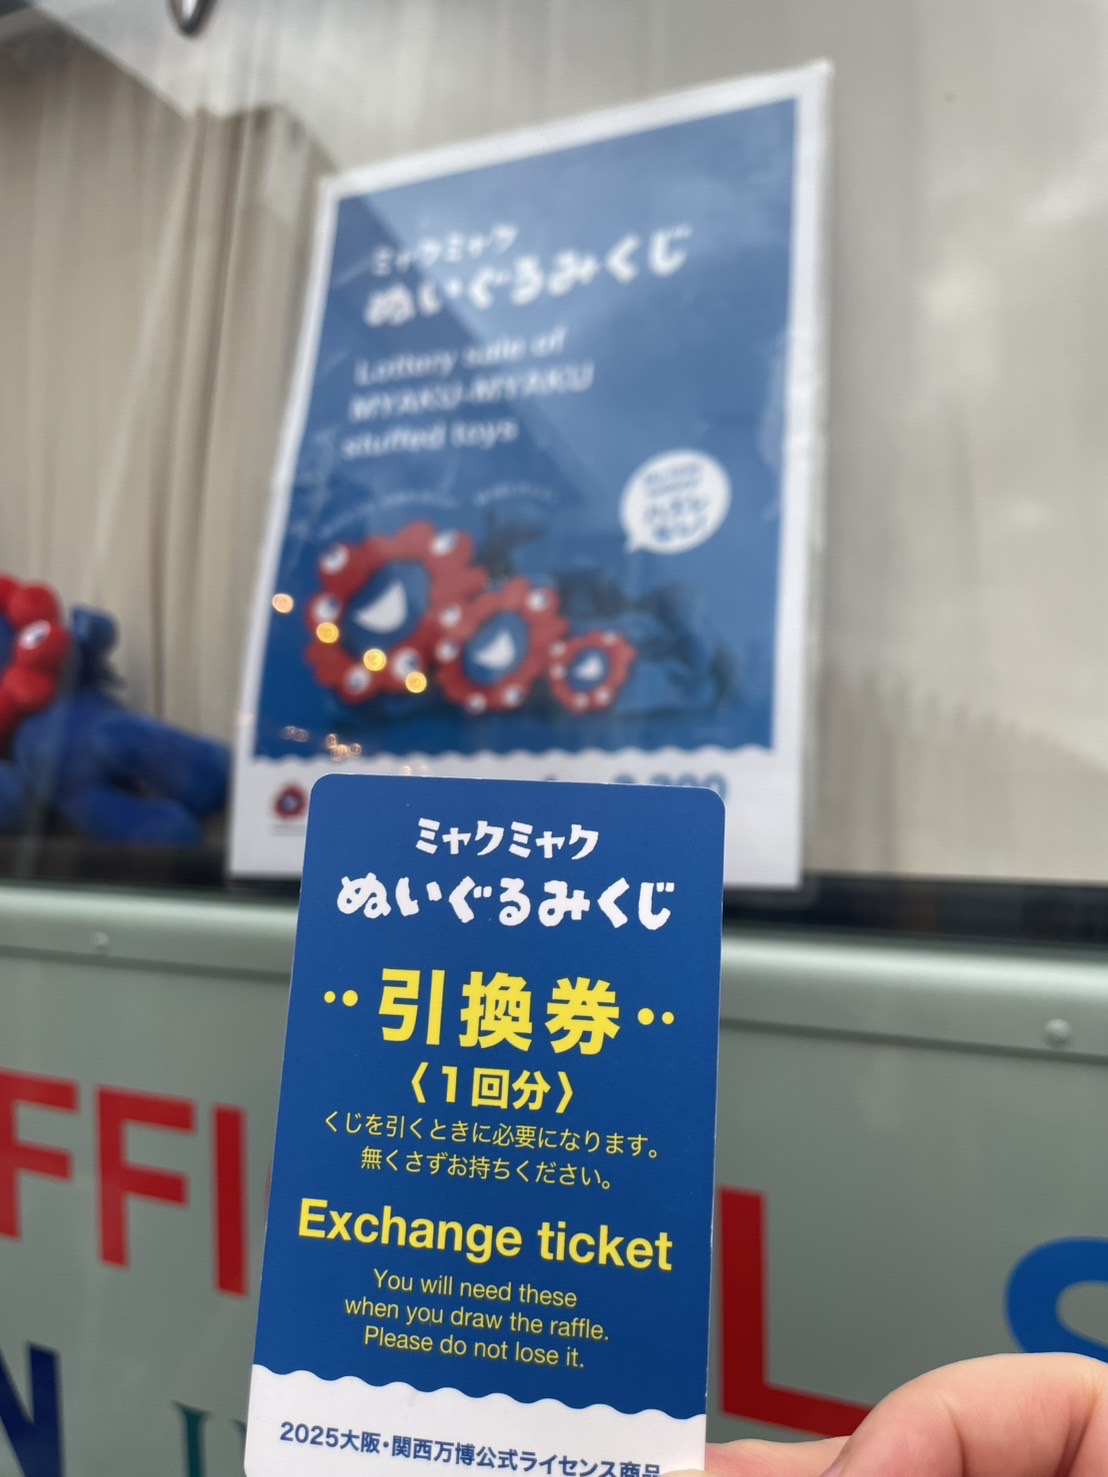 ミャクミャク
ぬいぐるみくじ
Lottery sale of
MYAKU-MYAKU
stuffed toys
ミャクミャク
ぬいぐるみくじ
・・引換券・・
〈1回分〉
くじを引くときに必要になります。
無くさずお持ちください。
Exchange ticket
You will need these
when you draw the raffle.
Please do not lose it.
2025大阪・関西万博公式ライセンス商品